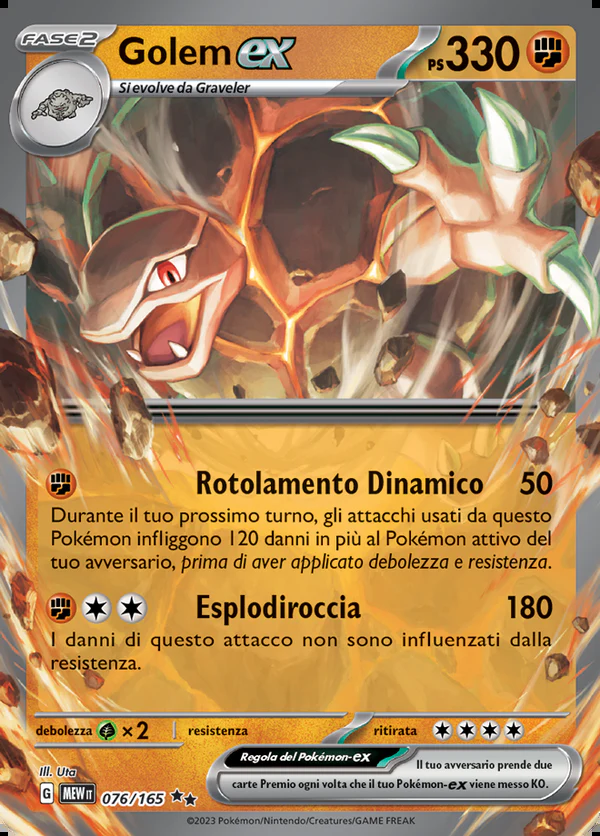 FASE 2
Golem ex
PS 330
Si evolve da Graveler
Rotolamento Dinamico 50
Durante il tuo prossimo turno, gli attacchi usati da questo
Pokémon infliggono 120 danni in più al Pokémon attivo del
tuo avversario, prima di aver applicato debolezza e resistenza.
Esplodiroccia 180
I danni di questo attacco non sono influenzati dalla
resistenza.
debolezza ×2 resistenza ritirata
Regola del Pokémon-ex
Il tuo avversario prende due
carte Premio ogni volta che il tuo Pokémon-ex viene messo KO.
Ill. Uta
G MEW IT 076/165
©2023 Pokémon/Nintendo/Creatures/GAME FREAK